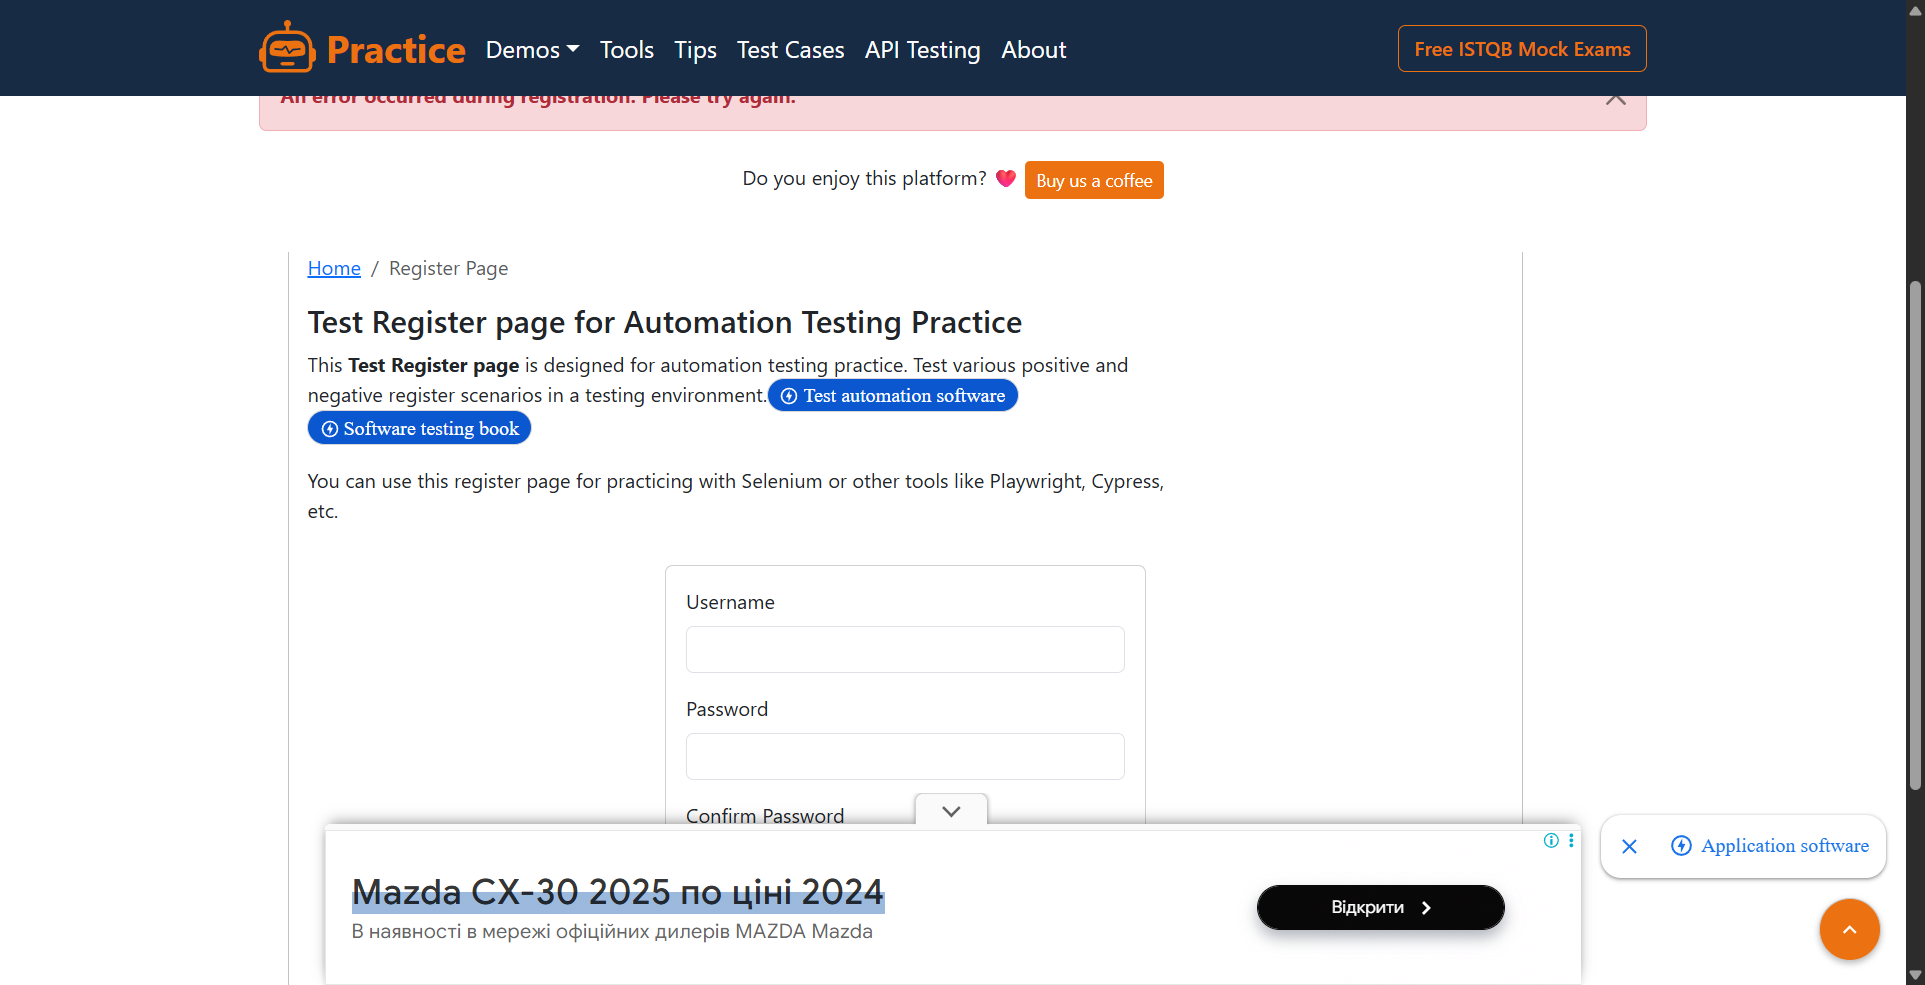 Practice Demos Tools Tips Test Cases API Testing About Free ISTQB Mock Exams
An error occurred during registration. Please try again.
Do you enjoy this platform? Buy us a coffee
Home / Register Page
Test Register page for Automation Testing Practice
This Test Register page is designed for automation testing practice. Test various positive and
negative register scenarios in a testing environment. Test automation software
Software testing book
You can use this register page for practicing with Selenium or other tools like Playwright, Cypress,
etc.
Username
Password
Confirm Password
Mazda CX-30 2025 по ціні 2024
В наявності в мережі офіційних дилерів MAZDA Mazda
Відкрити
Application software